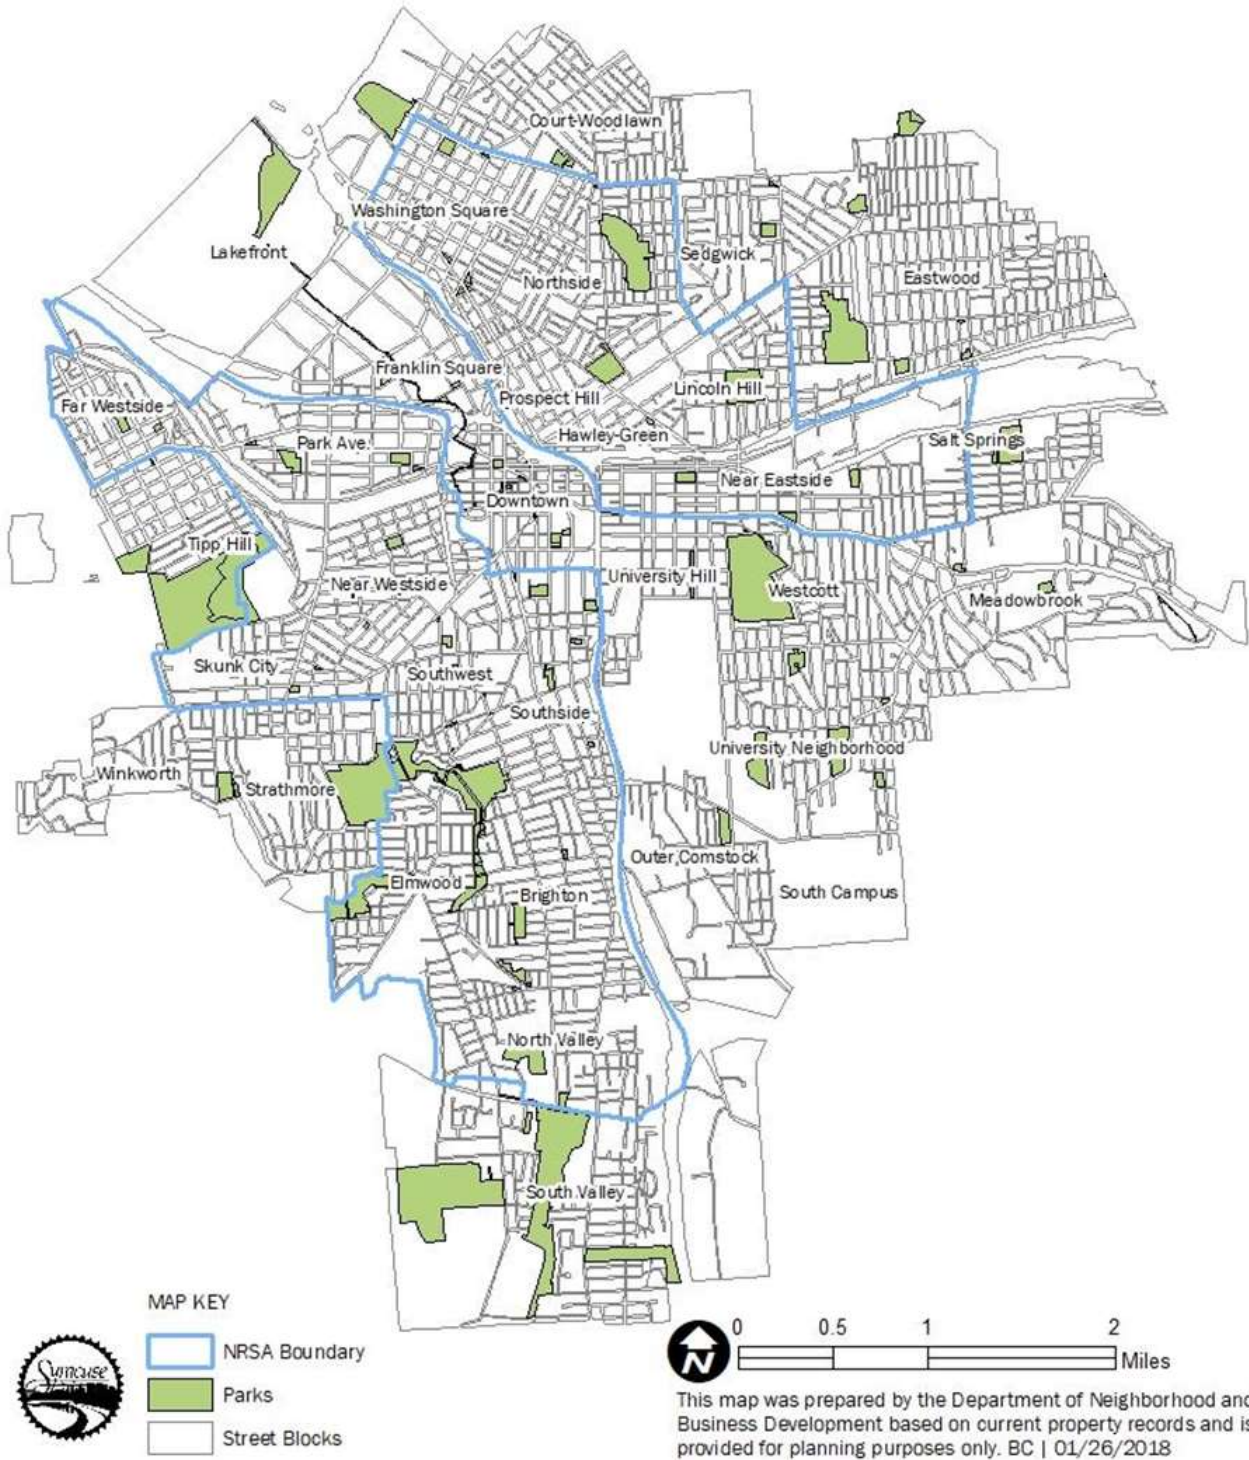 Court-Woodlawn
Washington Square
Lakefront
Sedgwick
Northside
Eastwood
Franklin Square
Far Westside
Prospect Hill
Lincoln Hill
Park Ave.
Hawley-Green
Salt Springs
Near Eastside
Downtown
Tipp Hill
Near Westside
University Hill
Westcott
Meadowbrook
Skunk City
Southwest
Southside
University Neighborhood
Winkworth
Strathmore
Outer Comstock
Elmwood
Brighton
South Campus
North Valley
South Valley
MAP KEY
NRSA Boundary
Parks
Street Blocks
Syracuse
N
0 0.5 1 2
Miles
This map was prepared by the Department of Neighborhood and
Business Development based on current property records and is
provided for planning purposes only. BC | 01/26/2018